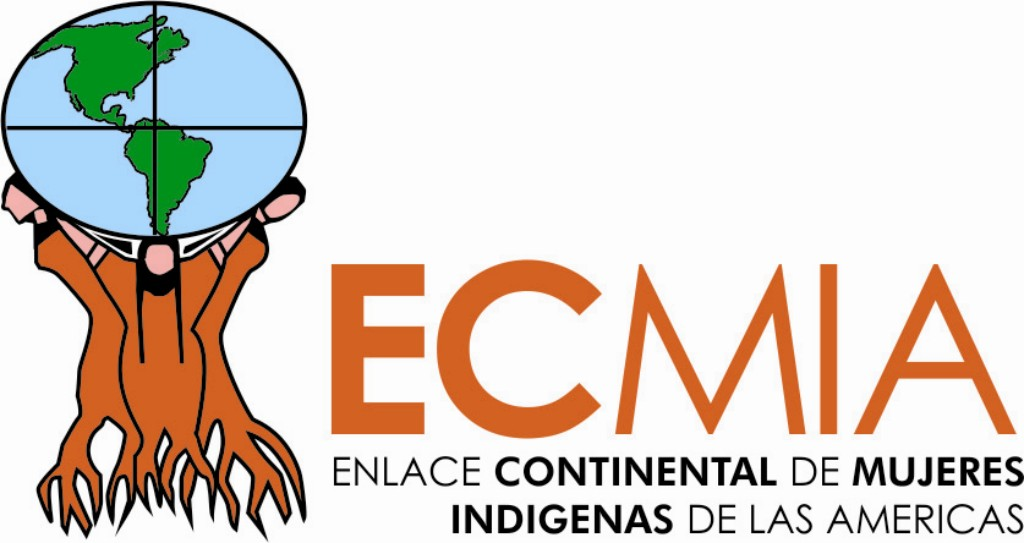 ECMIA
ENLACE CONTINENTAL DE MUJERES
INDIGENAS DE LAS AMERICAS